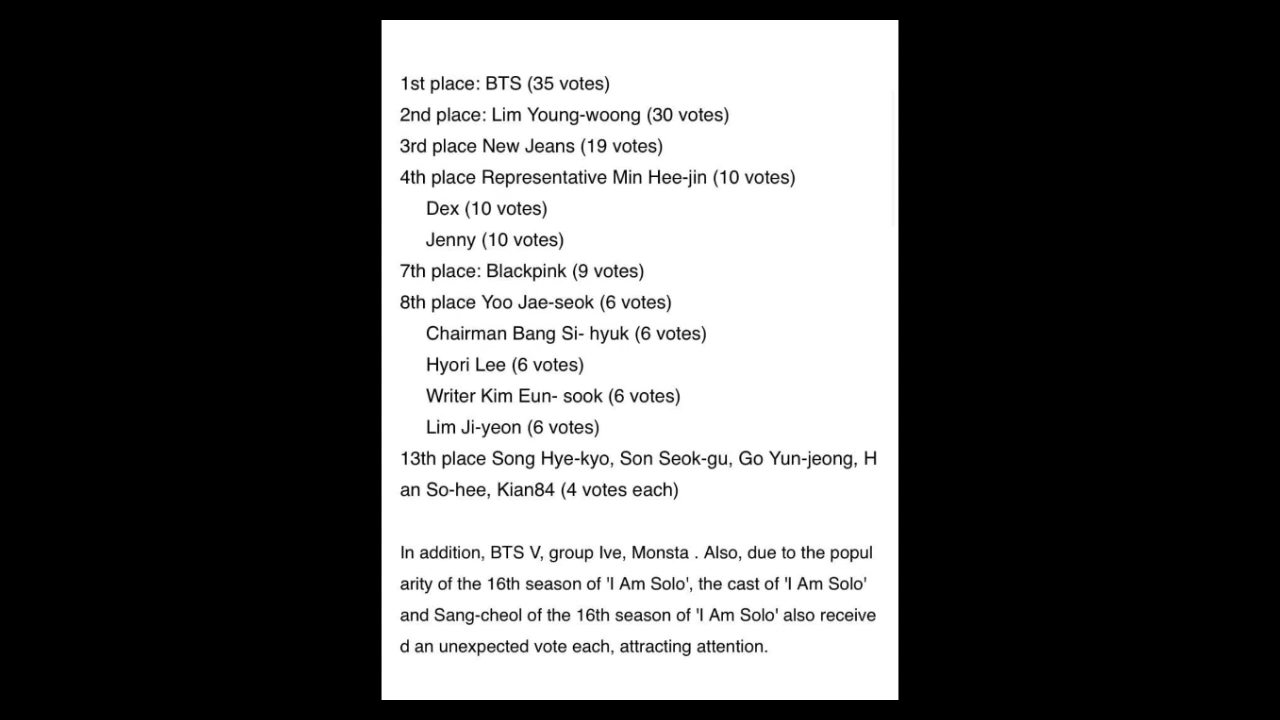 1st place: BTS (35 votes)
2nd place: Lim Young-woong (30 votes)
3rd place New Jeans (19 votes)
4th place Representative Min Hee-jin (10 votes)
Dex (10 votes)
Jenny (10 votes)
7th place: Blackpink (9 votes)
8th place Yoo Jae-seok (6 votes)
Chairman Bang Si- hyuk (6 votes)
Hyori Lee (6 votes)
Writer Kim Eun- sook (6 votes)
Lim Ji-yeon (6 votes)
13th place Song Hye-kyo, Son Seok-gu, Go Yun-jeong, H
an So-hee, Kian84 (4 votes each)
In addition, BTS V, group Ive, Monsta . Also, due to the popul
arity of the 16th season of 'I Am Solo', the cast of 'I Am Solo'
and Sang-cheol of the 16th season of 'I Am Solo' also receive
d an unexpected vote each, attracting attention.